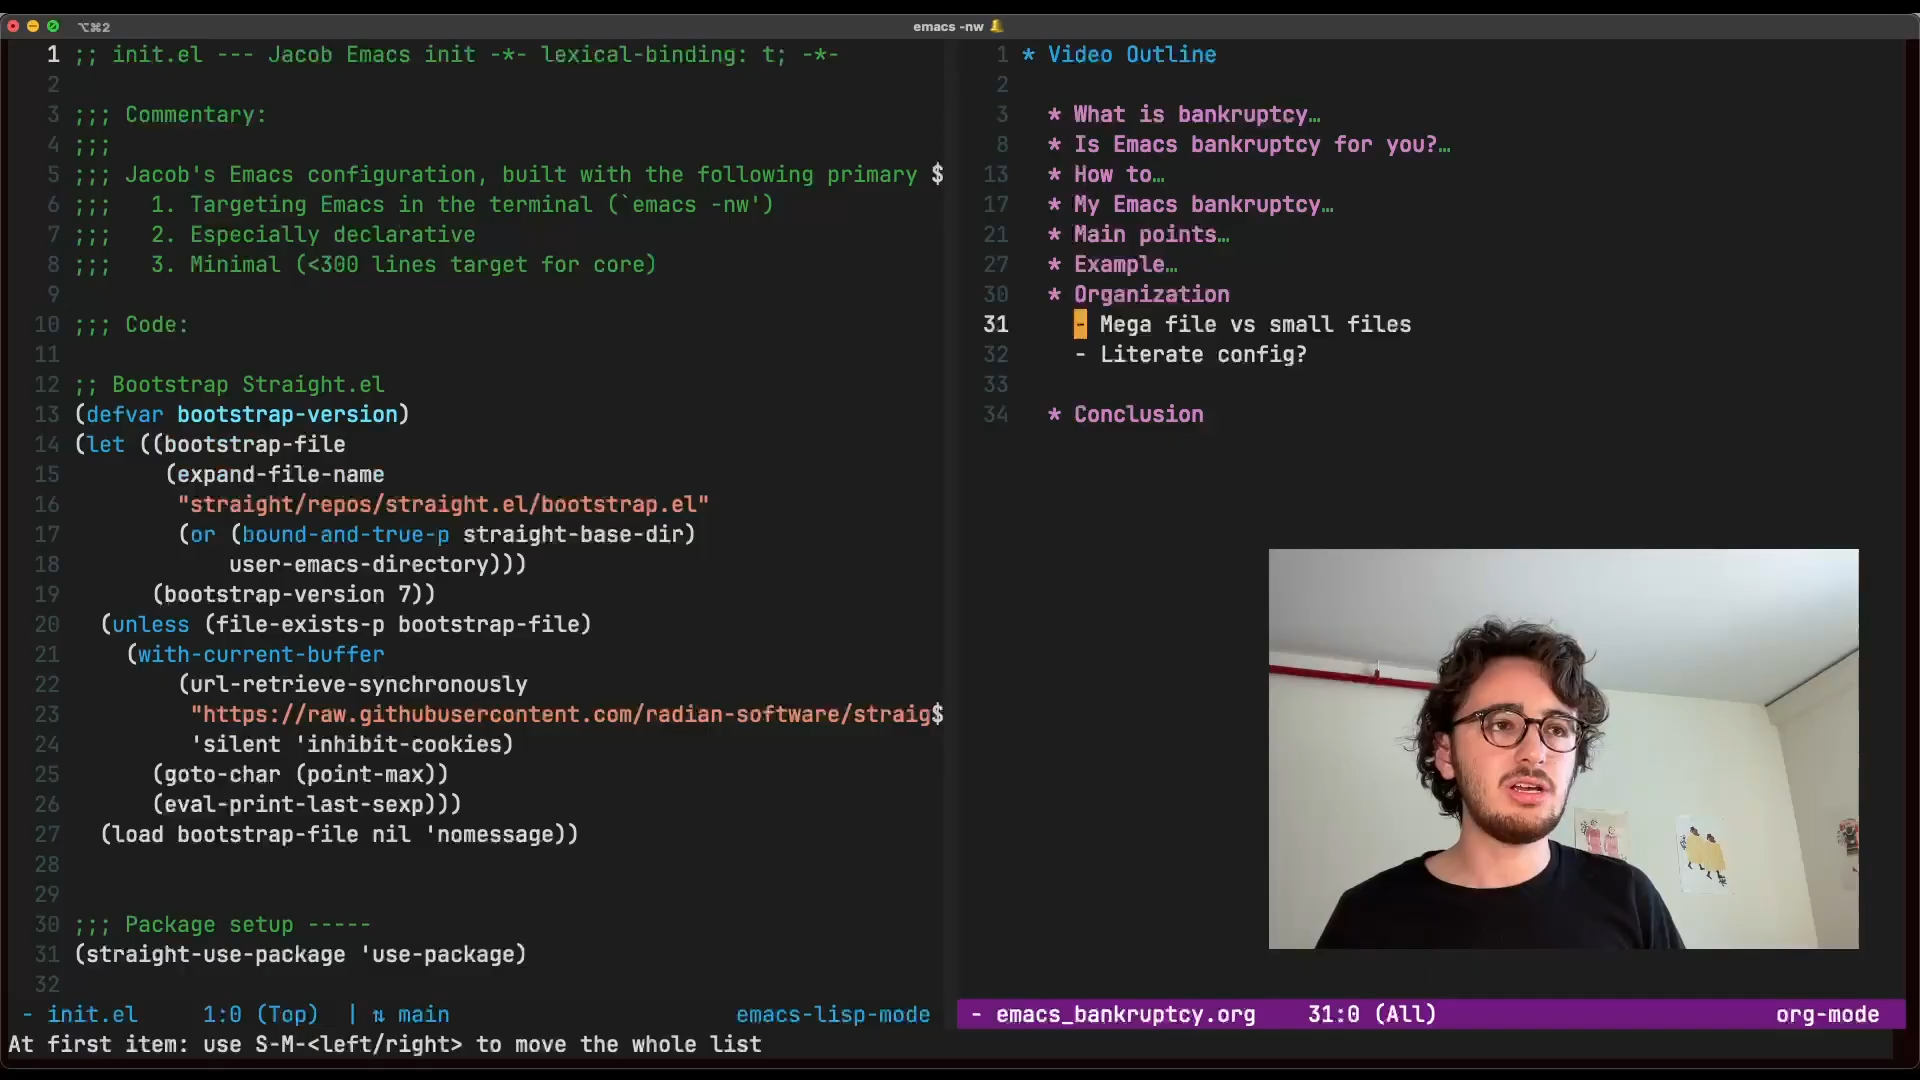 ⌥⌘2
emacs -nw 🔔
1 ;; init.el --- Jacob Emacs init -*- lexical-binding: t; -*-
2
3 ;;; Commentary:
4 ;;;
5 ;;; Jacob's Emacs configuration, built with the following primary $
6 ;;;   1. Targeting Emacs in the terminal (`emacs -nw')
7 ;;;   2. Especially declarative
8 ;;;   3. Minimal (<300 lines target for core)
9
10 ;;; Code:
11
12 ;; Bootstrap Straight.el
13 (defvar bootstrap-version)
14 (let ((bootstrap-file
15        (expand-file-name
16         "straight/repos/straight.el/bootstrap.el"
17         (or (bound-and-true-p straight-base-dir)
18             user-emacs-directory)))
19       (bootstrap-version 7))
20   (unless (file-exists-p bootstrap-file)
21     (with-current-buffer
22         (url-retrieve-synchronously
23          "https://raw.githubusercontent.com/radian-software/straig$
24          'silent 'inhibit-cookies)
25       (goto-char (point-max))
26       (eval-print-last-sexp)))
27   (load bootstrap-file nil 'nomessage))
28
29
30 ;;; Package setup -----
31 (straight-use-package 'use-package)
32
- init.el     1:0 (Top)  | ⇅ main     emacs-lisp-mode
1 * Video Outline
2
3   * What is bankruptcy…
8   * Is Emacs bankruptcy for you?…
13   * How to…
17   * My Emacs bankruptcy…
21   * Main points…
27   * Example…
30   * Organization
31     - Mega file vs small files
32     - Literate config?
33
34   * Conclusion
- emacs_bankruptcy.org    31:0 (All)     org-mode
At first item: use S-M-<left/right> to move the whole list